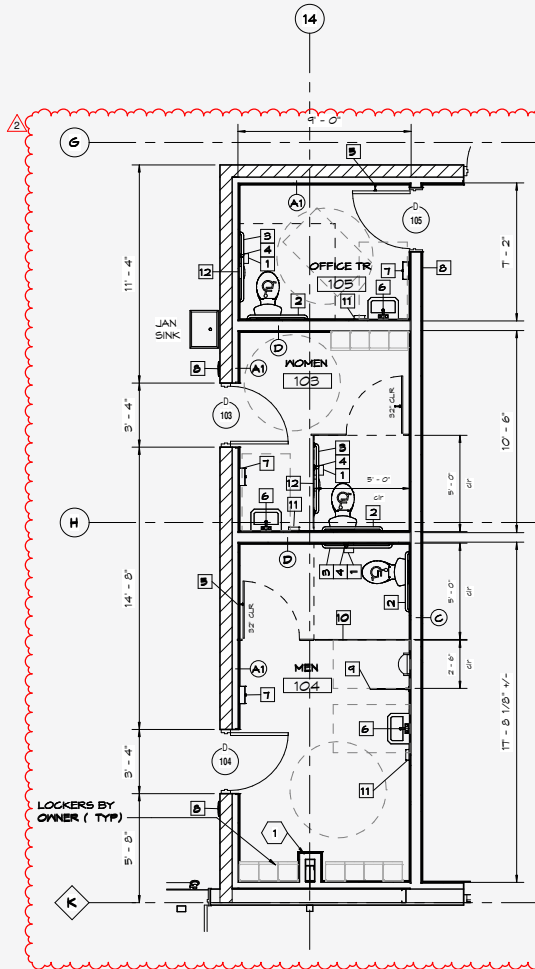 14
2
9' - 0"
G
5
A1
D
105
7' - 2"
3
4
1
12
OFFICE TR
105
7
8
6
11' - 4"
2
11
JAN
SINK
D
WOMEN
103
8
A1
10' - 6"
D
103
32" CLR
3' - 4"
3
4
1
7
12
5' - 0"
clr
5' - 0"
clr
6
11
2
H
D
3
4
1
5
2
5' - 0"
clr
14' - 8"
32" CLR
10
C
A1
MEN
104
9
2' - 6"
clr
7
17' - 8 1/8" +/-
6
D
104
3' - 4"
11
LOCKERS BY
OWNER ( TYP)
8
1
5' - 8"
K